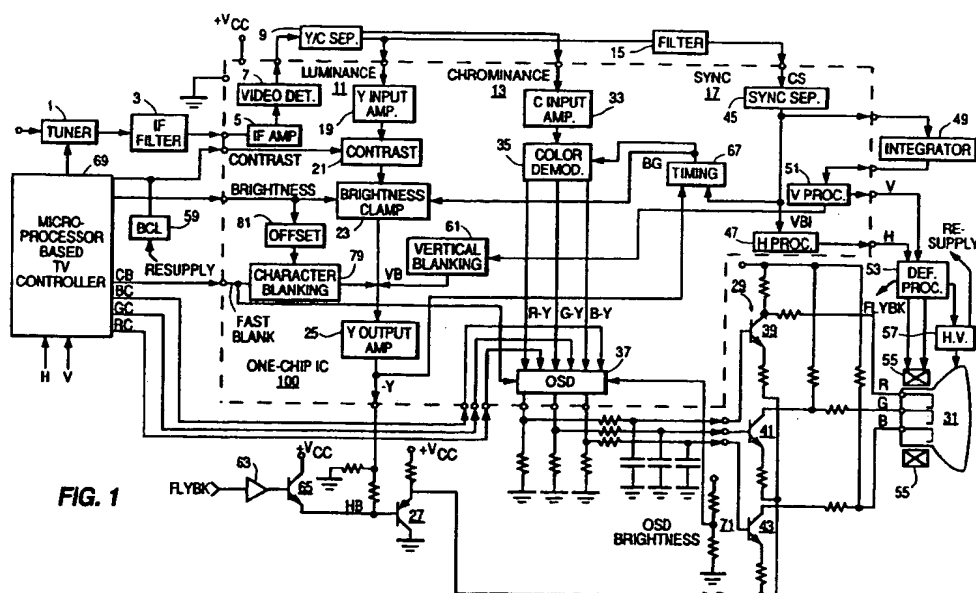 +VCC
9
Y/C SEP.
15
FILTER
7
VIDEO DET.
LUMINANCE
11
Y INPUT
AMP.
19
CHROMINANCE
13
C INPUT
AMP.
33
SYNC
17
CS
SYNC SEP.
45
1
TUNER
3
IF
FILTER
5
IF AMP
CONTRAST
CONTRAST
21
35
COLOR
DEMOD.
BG
TIMING
67
49
INTEGRATOR
51
V PROC.
V
69
MICRO-
PROCESSOR
BASED
TV
CONTROLLER
BCL
59
RESUPPLY
BRIGHTNESS
BRIGHTNESS
CLAMP
23
81
OFFSET
61
VERTICAL
BLANKING
VBI
47
H PROC.
H
RE-
SUPPLY
53
DEF.
PROC.
FLYBK
57
H.V.
CB
BC
GC
RC
FAST
BLANK
CHARACTER
BLANKING
79
VB
25
Y OUTPUT
AMP
ONE-CHIP IC
100
-Y
R-Y
G-Y
B-Y
OSD
37
29
39
41
43
55
R
G
B
31
55
H
V
FIG. 1
FLYBK
63
+VCC
65
HB
+VCC
27
OSD
BRIGHTNESS
71